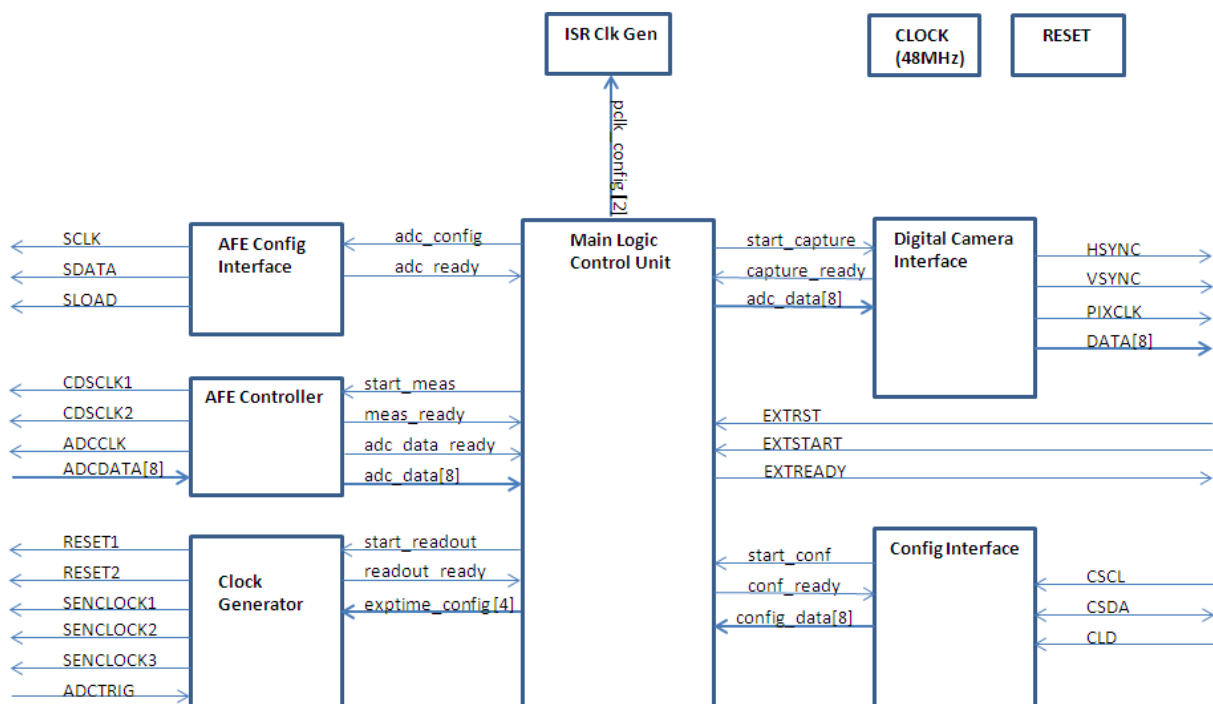 ISR Clk Gen
CLOCK
(48MHz)
RESET
pclk_config[2]
SCLK
SDATA
SLOAD
AFE Config
Interface
adc_config
adc_ready
Main Logic
Control Unit
start_capture
capture_ready
adc_data[8]
Digital Camera
Interface
HSYNC
VSYNC
PIXCLK
DATA[8]
CDSCLK1
CDSCLK2
ADCCLK
ADCDATA[8]
AFE Controller
start_meas
meas_ready
adc_data_ready
adc_data[8]
EXTRST
EXTSTART
EXTREADY
RESET1
RESET2
SENCLOCK1
SENCLOCK2
SENCLOCK3
ADCTRIG
Clock
Generator
start_readout
readout_ready
exptime_config[4]
start_conf
conf_ready
config_data[8]
Config Interface
CSCL
CSDA
CLD